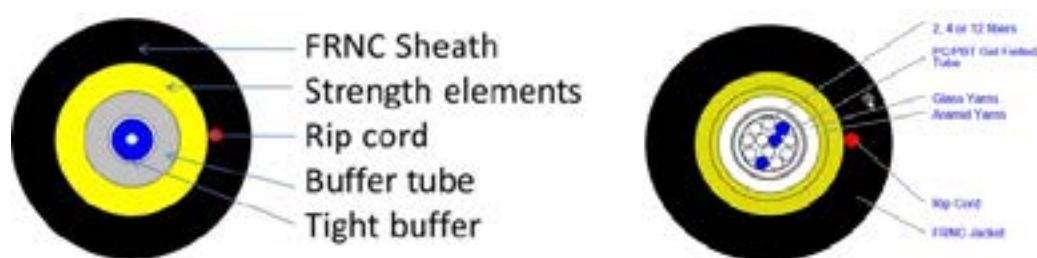 FRNC Sheath
Strength elements
Rip cord
Buffer tube
Tight buffer
2, 4 or 12 fibers
PC/PBT Gel Fielled
Tube
Glass Yarns
Aramid Yarns
Rip Cord
FRNC Jacket